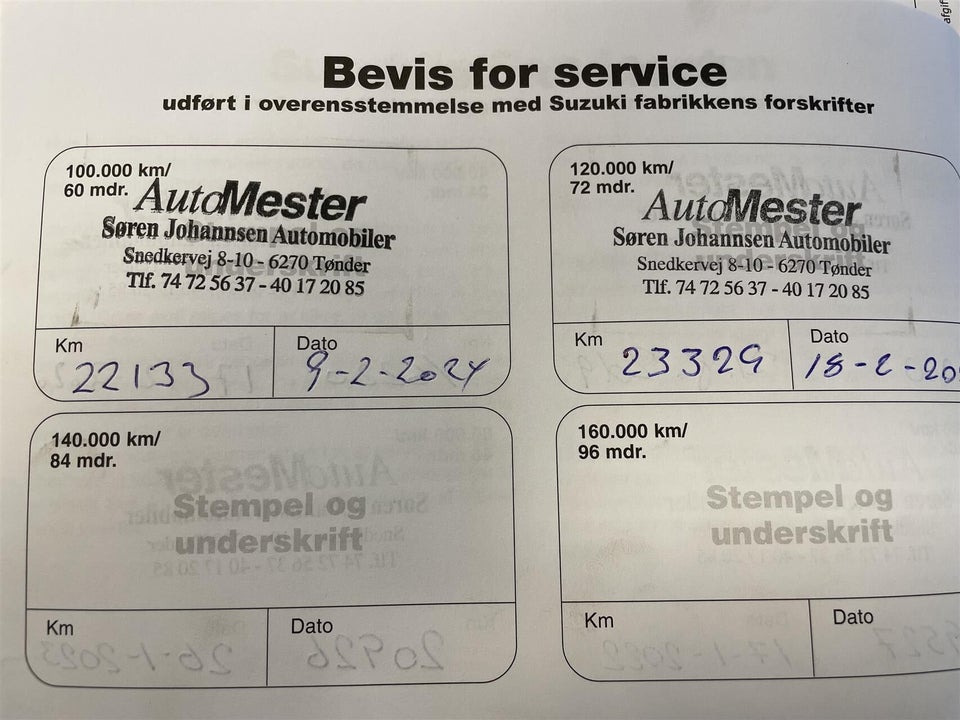 afgif
Bevis for service
udført i overensstemmelse med Suzuki fabrikkens forskrifter
100.000 km/
60 mdr.
AutoMester
Søren Johannsen Automobiler
Snedkervej 8-10 - 6270 Tønder
Tlf. 74 72 56 37 - 40 17 20 85
Km
22133
Dato
9-2-2024
120.000 km/
72 mdr.
AutoMester
Søren Johannsen Automobiler
Snedkervej 8-10 - 6270 Tønder
Tlf. 74 72 56 37 - 40 17 20 85
Km
23329
Dato
18-2-20
140.000 km/
84 mdr.
Stempel og
underskrift
Km
Dato
160.000 km/
96 mdr.
Stempel og
underskrift
Km
Dato